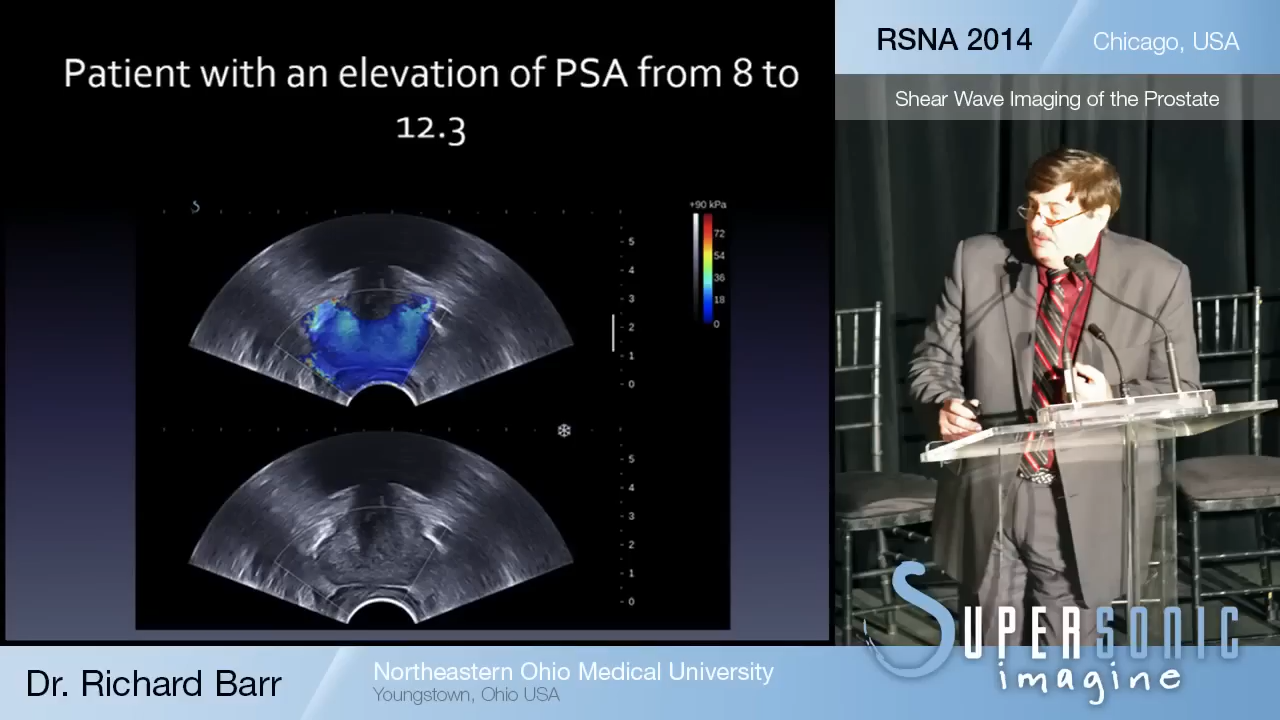 Patient with an elevation of PSA from 8 to
12.3
+90 kPa
72
54
36
18
0
5
4
3
2
1
0
5
4
3
2
1
0
RSNA 2014
Chicago, USA
Shear Wave Imaging of the Prostate
SUPERSONIC
imagine
Dr. Richard Barr
Northeastern Ohio Medical University
Youngstown, Ohio USA